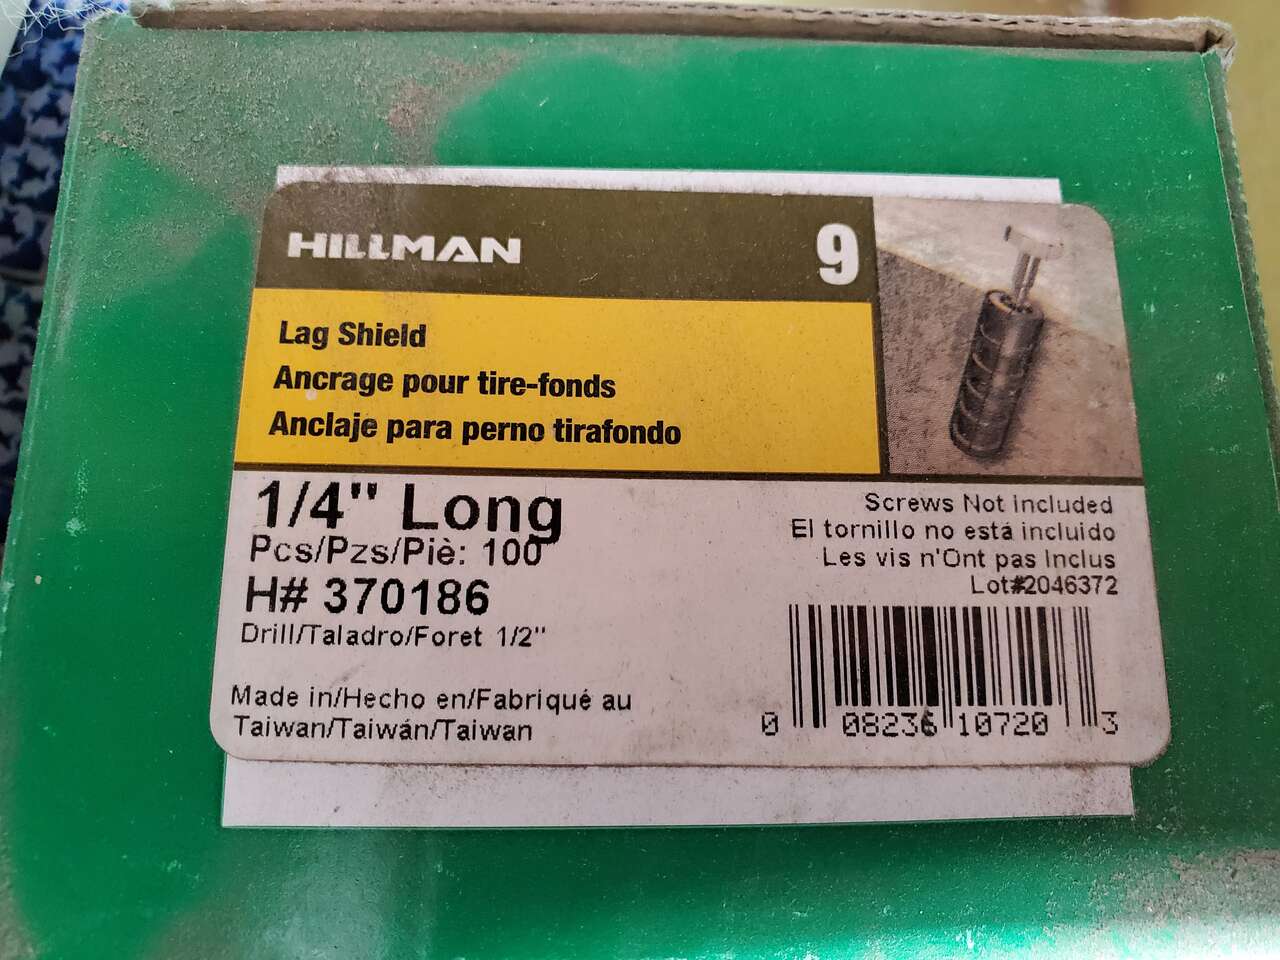 HILLMAN
9
Lag Shield
Ancrage pour tire-fonds
Anclaje para perno tirafondo
1/4" Long
Pcs/Pzs/Piè: 100
H# 370186
Drill/Taladro/Foret 1/2"
Made in/Hecho en/Fabriqué au
Taiwan/Taiwán/Taiwan
Screws Not included
El tornillo no está incluido
Les vis n'Ont pas Inclus
Lot#2046372
0 08236 10720 3